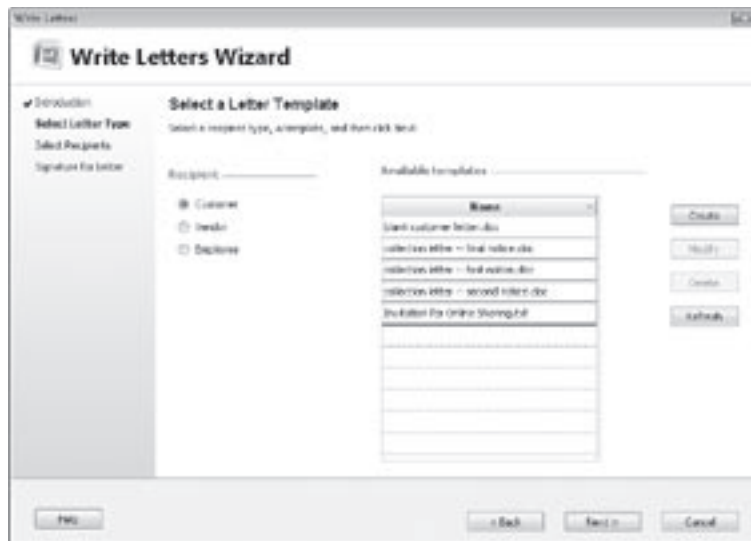 Write Letters
Write Letters Wizard
Introduction
Select Letter Type
Select Recipients
Signature for Letter
Select a Letter Template
Select a recipient type, a template, and then click Next.
Recipient
Customer
Vendor
Employee
Available templates
Name
blank customer letter.doc
collection letter -- final notice.doc
collection letter -- first notice.doc
collection letter -- second notice.doc
Invitation For Online Sharing.txt
Create
Modify
Refresh
Help
< Back
Next >
Cancel